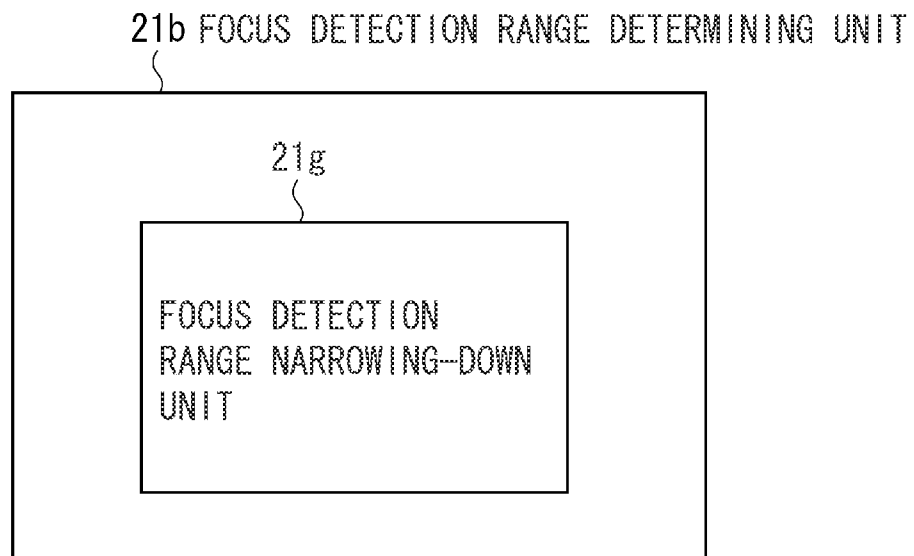 21b FOCUS DETECTION RANGE DETERMINING UNIT
21g
FOCUS DETECTION
RANGE NARROWING-DOWN
UNIT